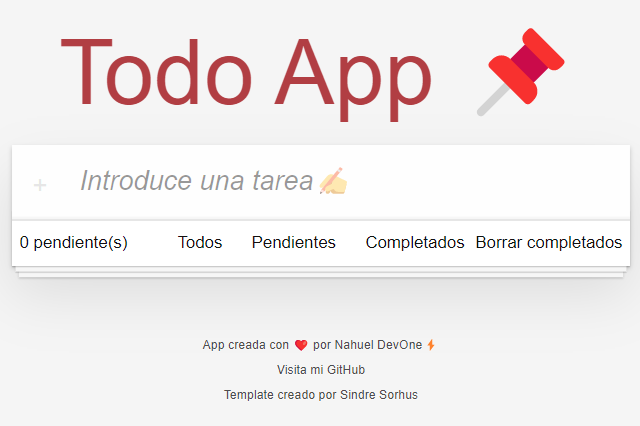 Todo App 📌
+ Introduce una tarea ✍🏻
0 pendiente(s) Todos Pendientes Completados Borrar completados
App creada con ❤️ por Nahuel DevOne ⚡
Visita mi GitHub
Template creado por Sindre Sorhus